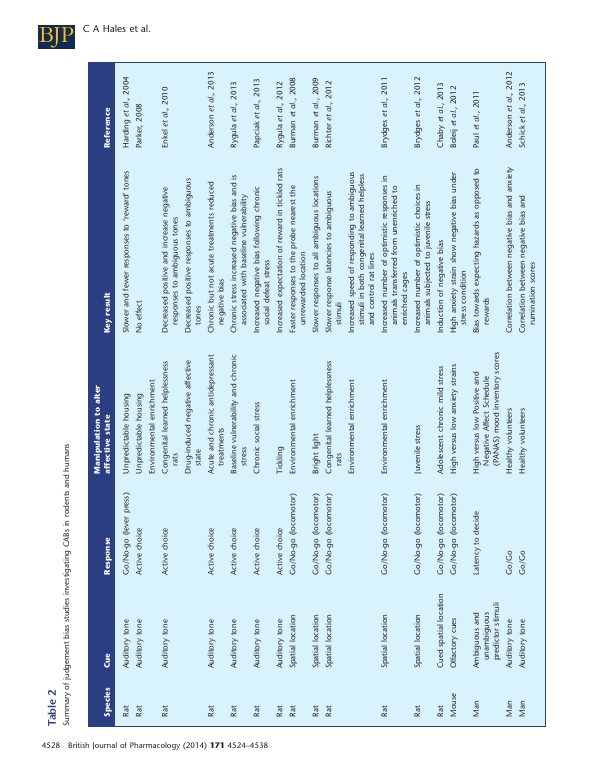 BJP C A Hales et al.
Table 2
Summary of judgement bias studies investigating CABs in rodents and humans
Species Cue Response Manipulation to alter affective state Key result Reference
Rat Auditory tone Go/No-go (lever press) Unpredictable housing Slower and fewer responses to ‘reward’ tones Harding et al., 2004
Rat Auditory tone Active choice Unpredictable housing No effect Parker, 2008
Environmental enrichment
Rat Auditory tone Active choice Congenital learned helplessness rats Decreased positive and increase negative responses to ambiguous tones Enkel et al., 2010
Drug-induced negative affective state Decreased positive responses to ambiguous tones
Rat Auditory tone Active choice Acute and chronic antidepressant treatments Chronic but not acute treatments reduced negative bias Anderson et al., 2013
Rat Auditory tone Active choice Baseline vulnerability and chronic stress Chronic stress increased negative bias and is associated with baseline vulnerability Rygula et al., 2013
Rat Auditory tone Active choice Chronic social stress Increased negative bias following chronic social defeat stress Papciak et al., 2013
Rat Auditory tone Active choice Tickling Increased expectation of reward in tickled rats Rygula et al., 2012
Rat Spatial location Go/No-go (locomotor) Environmental enrichment Faster responses to the probe nearest the unrewarded location Burman et al., 2008
Rat Spatial location Go/No-go (locomotor) Bright light Slower responses to all ambiguous locations Burman et al., 2009
Rat Spatial location Go/No-go (locomotor) Congenital learned helplessness rats Slower response latencies to ambiguous stimuli Richter et al., 2012
Environmental enrichment Increased speed of responding to ambiguous stimuli in both congenital learned helpless and control rat lines
Rat Spatial location Go/No-go (locomotor) Environmental enrichment Increased number of optimistic responses in animals transferred from unenriched to enriched cages Brydges et al., 2011
Rat Spatial location Go/No-go (locomotor) Juvenile stress Increased number of optimistic choices in animals subjected to juvenile stress Brydges et al., 2012
Rat Cued spatial location Go/No-go (locomotor) Adolescent chronic mild stress Induction of negative bias Chaby et al., 2013
Mouse Olfactory cues Go/No-go (locomotor) High versus low anxiety strains High anxiety strain show negative bias under stress condition Boleij et al., 2012
Man Ambiguous and unambiguous predictor stimuli Latency to decide High versus low Positive and Negative Affect Schedule (PANAS) mood inventory scores Bias towards expecting hazards as opposed to rewards Paul et al., 2011
Man Auditory tone Go/Go Healthy volunteers Correlation between negative bias and anxiety Anderson et al., 2012
Man Auditory tone Go/Go Healthy volunteers Correlation between negative bias and rumination scores Schick et al., 2013
4528 British Journal of Pharmacology (2014) 171 4524–4538